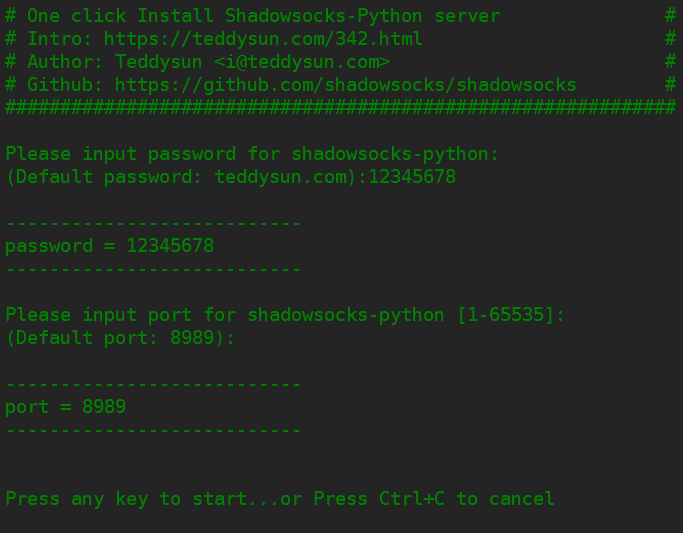 # One click Install Shadowsocks-Python server #
# Intro: https://teddysun.com/342.html #
# Author: Teddysun <i@teddysun.com> #
# Github: https://github.com/shadowsocks/shadowsocks #
#############################################################
Please input password for shadowsocks-python:
(Default password: teddysun.com):12345678
---------------------------
password = 12345678
---------------------------
Please input port for shadowsocks-python [1-65535]:
(Default port: 8989):
---------------------------
port = 8989
---------------------------
Press any key to start...or Press Ctrl+C to cancel